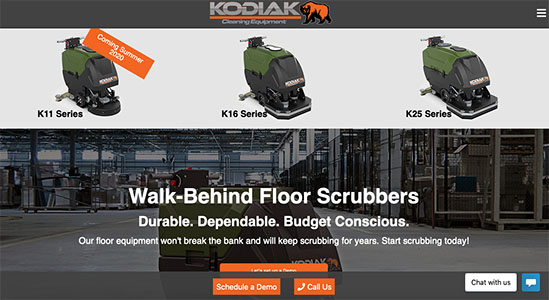 KODIAK
Cleaning Equipment
Coming Summer
2020
K11 Series
K16 Series
K25 Series
Walk-Behind Floor Scrubbers
Durable. Dependable. Budget Conscious.
Our floor equipment won't break the bank and will keep scrubbing for years. Start scrubbing today!
KODIAK
Let's set up a Demo
Schedule a Demo
Call Us
Chat with us